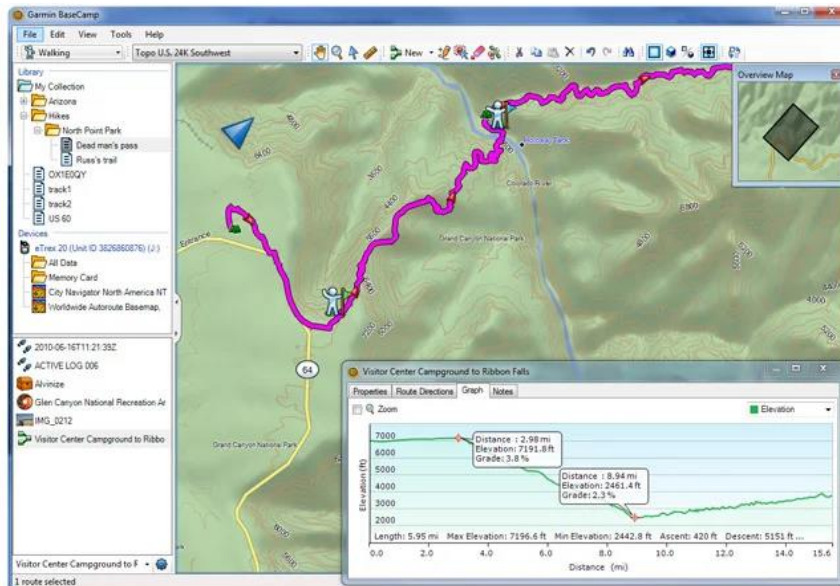 Garmin BaseCamp
File Edit View Tools Help
Walking Topo U.S. 24K Southwest New
Library
My Collection
Arizona
Hikes
North Point Park
Dead man's pass
Russ's trail
OX1E0QY
track1
track2
US 60
Devices
eTrex 20 (Unit ID 3826860876) (J:)
All Data
Memory Card
City Navigator North America NT
Worldwide Autoroute Basemap,
2010-06-16T11:21:39Z
ACTIVE LOG 006
Alvinize
Glen Canyon National Recreation Ar
IMG_0212
Visitor Center Campground to Ribbo
Visitor Center Campground to F
1 route selected
Overview Map
Colorado River
Grand Canyon National Park
Entrance
64
Grand Canyon National Park
Visitor Center Campground to Ribbon Falls
Properties Route Directions Graph Notes
Zoom Elevation
Elevation (ft)
7000
6000
5000
4000
3000
2000
Distance : 2.98 mi
Elevation: 7191.8 ft
Grade: 3.8 %
Distance : 8.94 mi
Elevation: 2461.4 ft
Grade: 2.3 %
Length: 5.95 mi Max Elevation: 7196.6 ft Min Elevation: 2442.8 ft Ascent: 420 ft Descent: 5151 ft ...
0.0 2.0 4.0 6.0 8.0 10.0 12.0 14.0 15.6
Distance (mi)